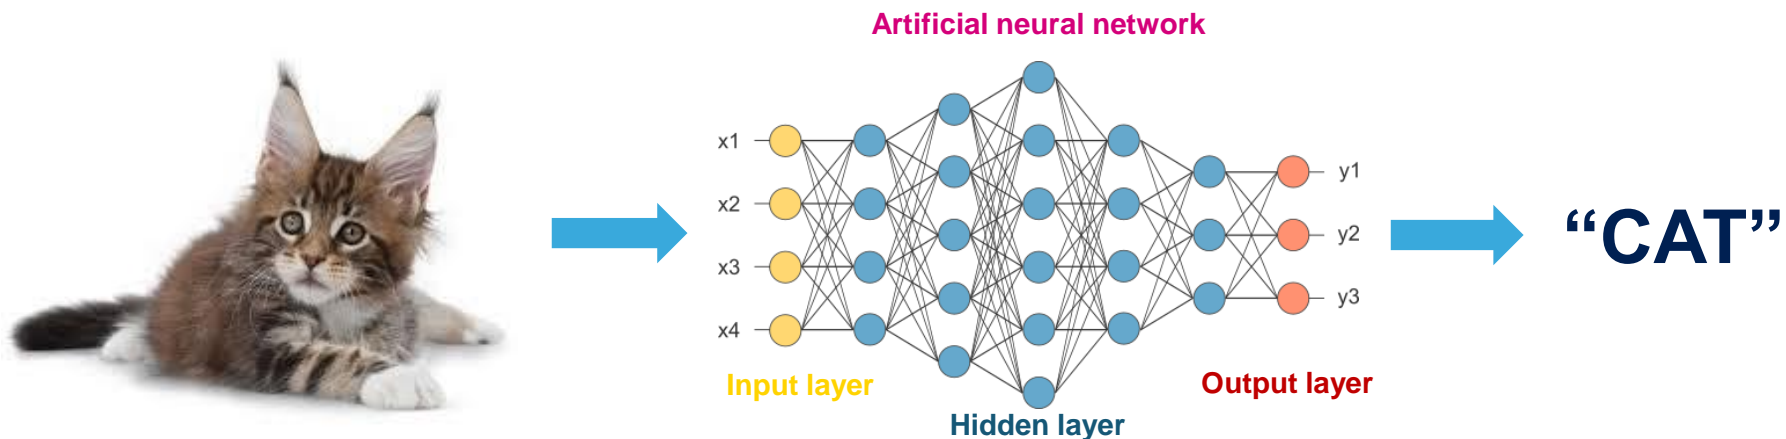 Artificial neural network
x1
x2
x3
x4
y1
y2
y3
“CAT”
Input layer
Output layer
Hidden layer